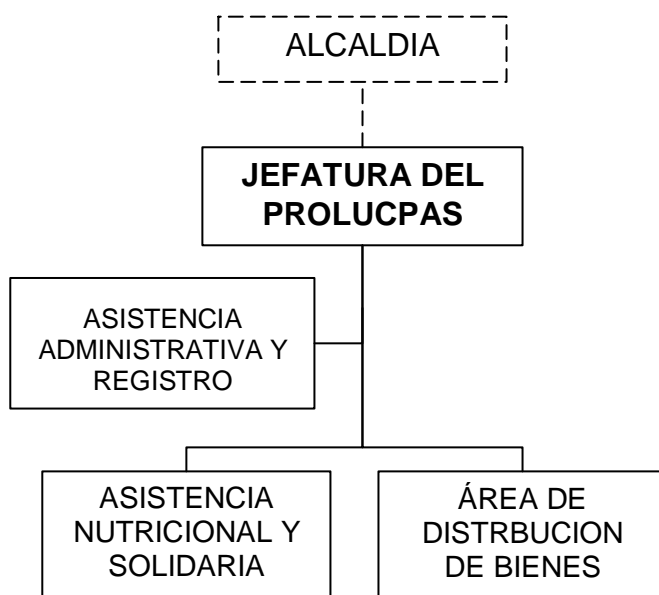 ALCALDIA
JEFATURA DEL
PROLUCPAS
ASISTENCIA
ADMINISTRATIVA Y
REGISTRO
ASISTENCIA
NUTRICIONAL Y
SOLIDARIA
ÁREA DE
DISTRBUCION
DE BIENES